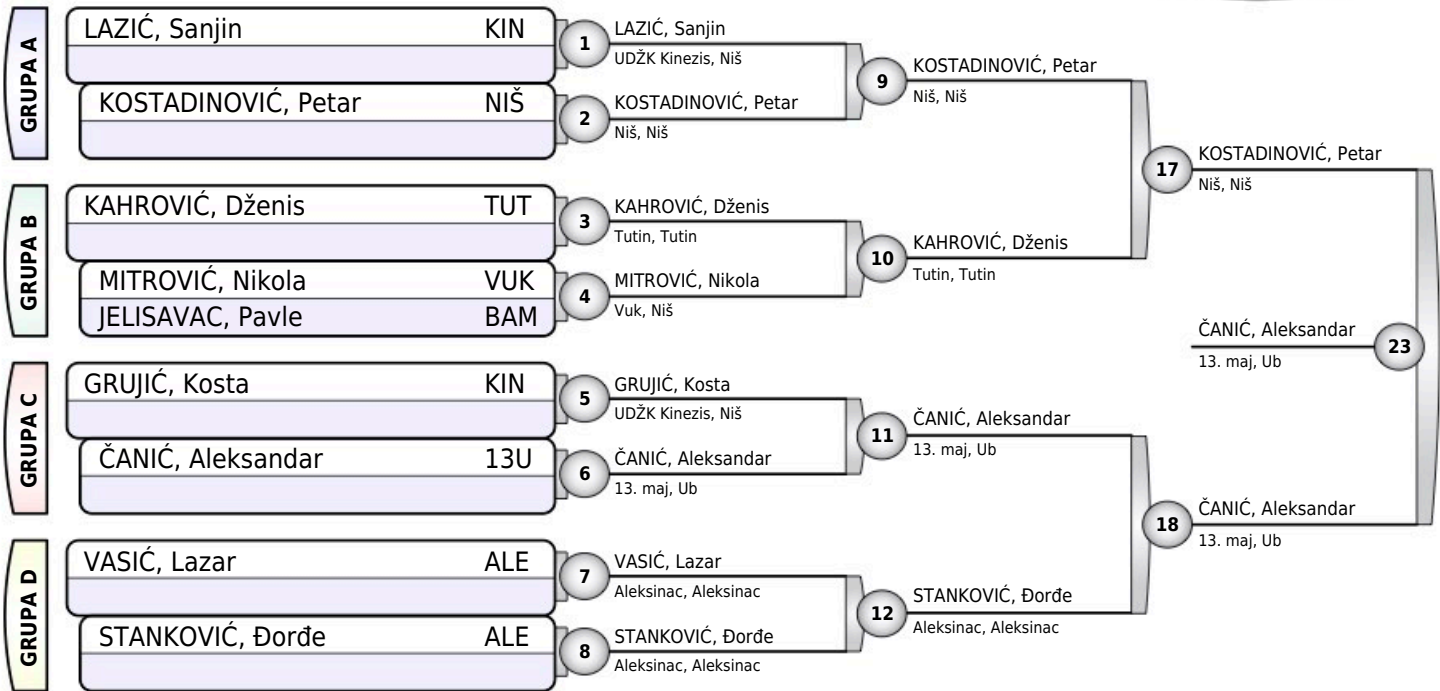 GRUPA A
LAZIĆ, Sanjin KIN
KOSTADINOVIĆ, Petar NIŠ
GRUPA B
KAHROVIĆ, Dženis TUT
MITROVIĆ, Nikola VUK
JELISAVAC, Pavle BAM
GRUPA C
GRUJIĆ, Kosta KIN
ČANIĆ, Aleksandar 13U
GRUPA D
VASIĆ, Lazar ALE
STANKOVIĆ, Đorđe ALE
1
LAZIĆ, Sanjin
UDŽK Kinezis, Niš
2
KOSTADINOVIĆ, Petar
Niš, Niš
3
KAHROVIĆ, Dženis
Tutin, Tutin
4
MITROVIĆ, Nikola
Vuk, Niš
5
GRUJIĆ, Kosta
UDŽK Kinezis, Niš
6
ČANIĆ, Aleksandar
13. maj, Ub
7
VASIĆ, Lazar
Aleksinac, Aleksinac
8
STANKOVIĆ, Đorđe
Aleksinac, Aleksinac
9
KOSTADINOVIĆ, Petar
Niš, Niš
10
KAHROVIĆ, Dženis
Tutin, Tutin
11
ČANIĆ, Aleksandar
13. maj, Ub
12
STANKOVIĆ, Đorđe
Aleksinac, Aleksinac
17
KOSTADINOVIĆ, Petar
Niš, Niš
18
ČANIĆ, Aleksandar
13. maj, Ub
ČANIĆ, Aleksandar
13. maj, Ub
23